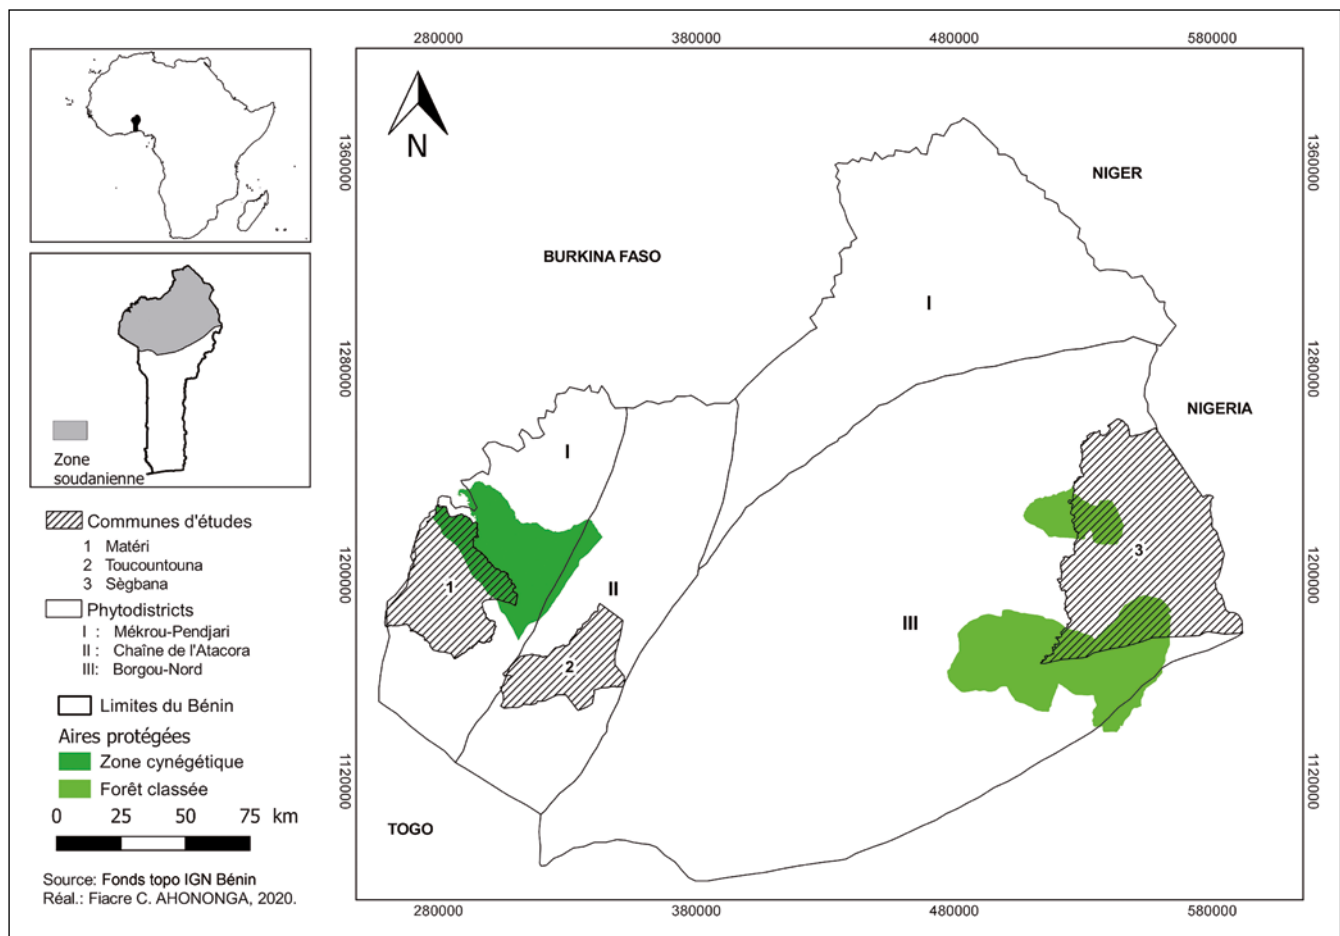 280000
380000
480000
580000
1360000
1360000
N
NIGER
BURKINA FASO
I
1280000
1280000
NIGERIA
I
Zone
soudanienne
Communes d'études
1 Matéri
2 Toucountouna
3 Sègbana
1200000
1200000
3
1
II
III
2
Phytodistricts
I : Mékrou-Pendjari
II : Chaîne de l'Atacora
III: Borgou-Nord
Limites du Bénin
Aires protégées
Zone cynégétique
Forêt classée
1120000
1120000
0 25 50 75 km
TOGO
Source: Fonds topo IGN Bénin
Réal.: Fiacre C. AHONONGA, 2020.
280000
380000
480000
580000